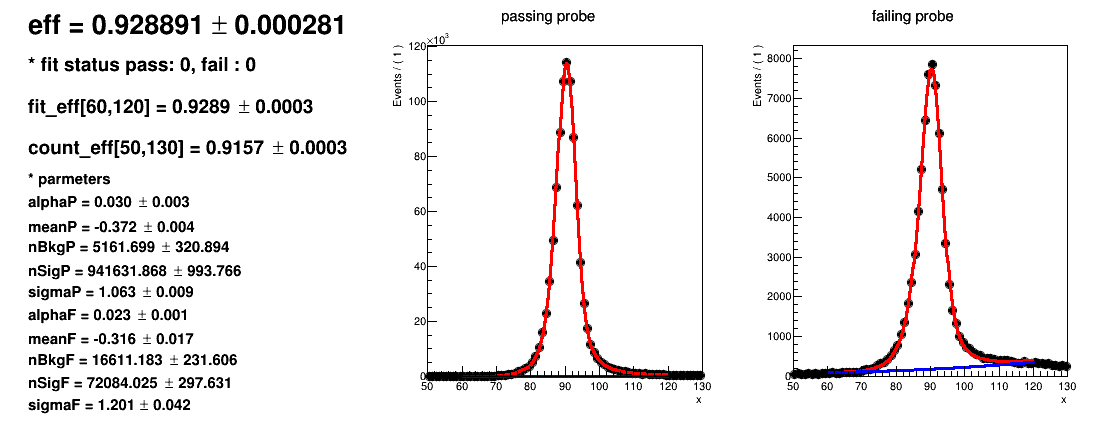 eff = 0.928891 ± 0.000281
* fit status pass: 0, fail : 0
fit_eff[60,120] = 0.9289 ± 0.0003
count_eff[50,130] = 0.9157 ± 0.0003
* parmeters
alphaP = 0.030 ± 0.003
meanP = -0.372 ± 0.004
nBkgP = 5161.699 ± 320.894
nSigP = 941631.868 ± 993.766
sigmaP = 1.063 ± 0.009
alphaF = 0.023 ± 0.001
meanF = -0.316 ± 0.017
nBkgF = 16611.183 ± 231.606
nSigF = 72084.025 ± 297.631
sigmaF = 1.201 ± 0.042
passing probe
×10³
Events / ( 1 )
120
100
80
60
40
20
0
50 60 70 80 90 100 110 120 130
x
failing probe
Events / ( 1 )
8000
7000
6000
5000
4000
3000
2000
1000
0
50 60 70 80 90 100 110 120 130
x